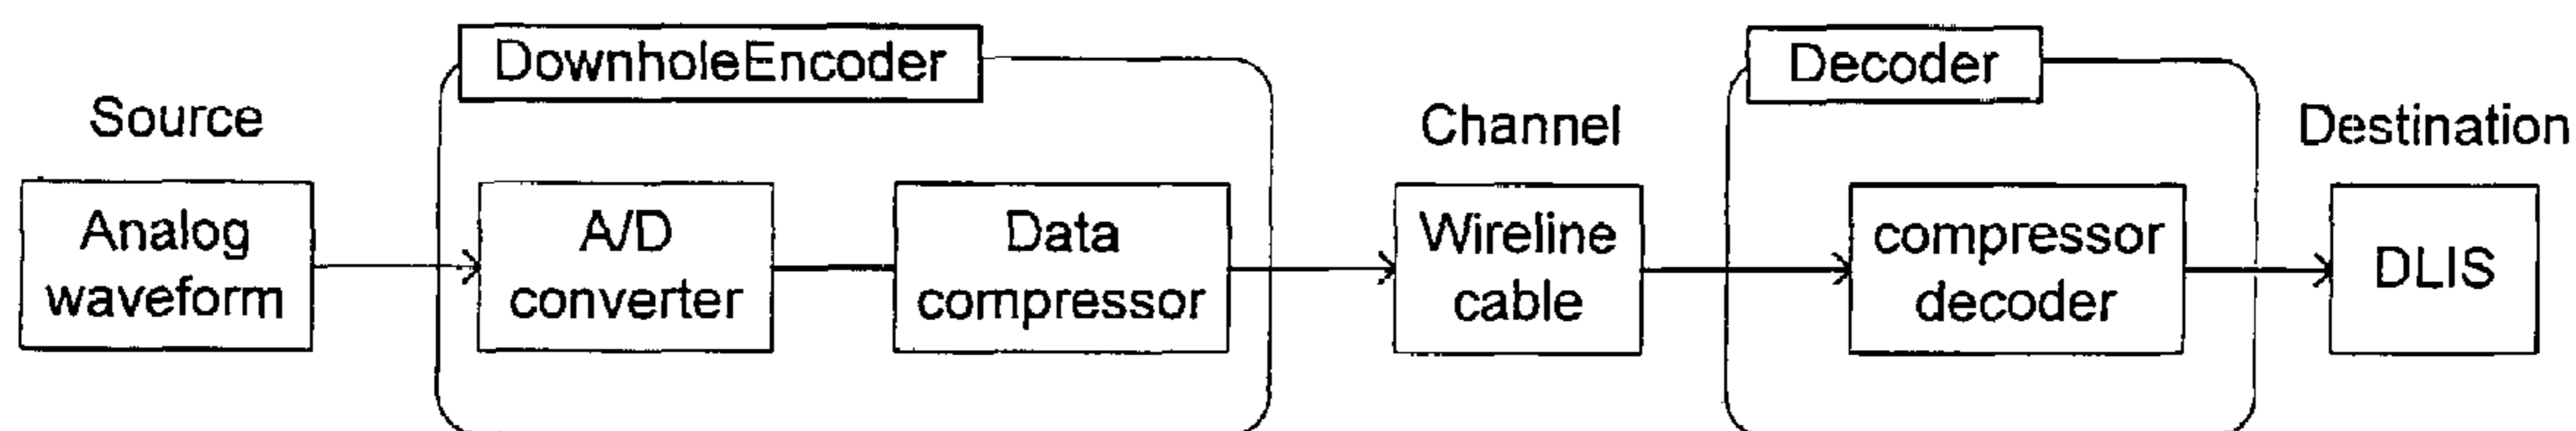 DownholeEncoder
Decoder
Source
Channel
Destination
Analog
waveform
A/D
converter
Data
compressor
Wireline
cable
compressor
decoder
DLIS